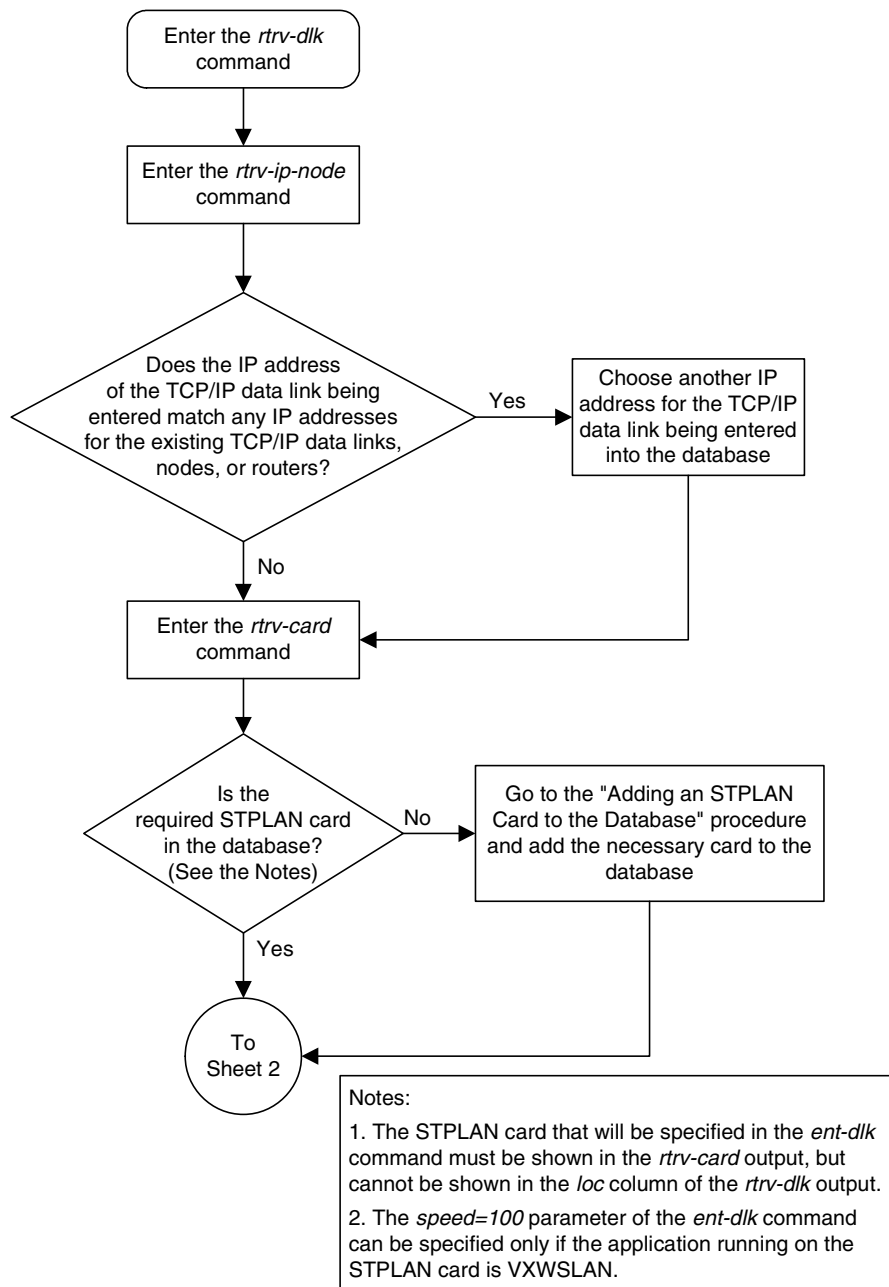 Enter the rtrv-dlk
command
Enter the rtrv-ip-node
command
Does the IP address
of the TCP/IP data link being
entered match any IP addresses
for the existing TCP/IP data links,
nodes, or routers?
Yes
Choose another IP
address for the TCP/IP
data link being entered
into the database
No
Enter the rtrv-card
command
Is the
required STPLAN card
in the database?
(See the Notes)
No
Go to the "Adding an STPLAN
Card to the Database" procedure
and add the necessary card to the
database
Yes
To
Sheet 2
Notes:
1. The STPLAN card that will be specified in the ent-dlk
command must be shown in the rtrv-card output, but
cannot be shown in the loc column of the rtrv-dlk output.
2. The speed=100 parameter of the ent-dlk command
can be specified only if the application running on the
STPLAN card is VXWSLAN.